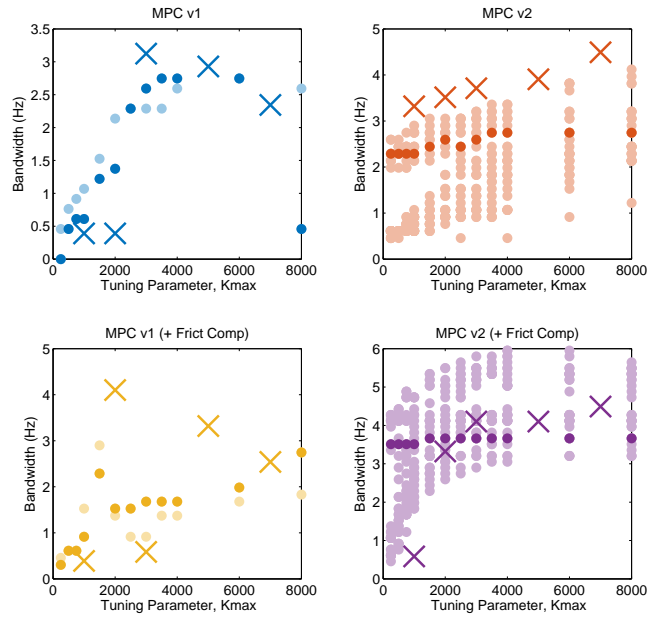 MPC v1
3.5
3
2.5
2
1.5
1
0.5
0
Bandwidth (Hz)
0 2000 4000 6000 8000
Tuning Parameter, Kmax
MPC v2
5
4
3
2
1
0
Bandwidth (Hz)
0 2000 4000 6000 8000
Tuning Parameter, Kmax
MPC v1 (+ Frict Comp)
5
4
3
2
1
0
Bandwidth (Hz)
0 2000 4000 6000 8000
Tuning Parameter, Kmax
MPC v2 (+ Frict Comp)
6
5
4
3
2
1
0
Bandwidth (Hz)
0 2000 4000 6000 8000
Tuning Parameter, Kmax